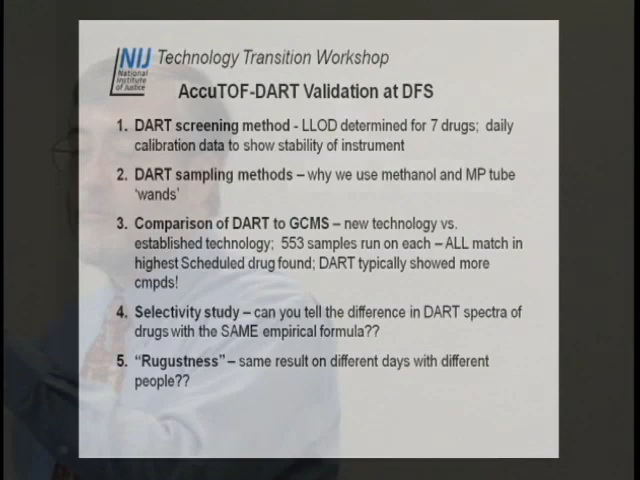 NIJ Technology Transition Workshop
National
Institute
of Justice
AccuTOF-DART Validation at DFS
1. DART screening method - LLOD determined for 7 drugs; daily
calibration data to show stability of instrument
2. DART sampling methods – why we use methanol and MP tube
‘wands’
3. Comparison of DART to GCMS – new technology vs.
established technology; 553 samples run on each – ALL match in
highest Scheduled drug found; DART typically showed more
cmpds!
4. Selectivity study – can you tell the difference in DART spectra of
drugs with the SAME empirical formula??
5. “Rugustness” – same result on different days with different
people??